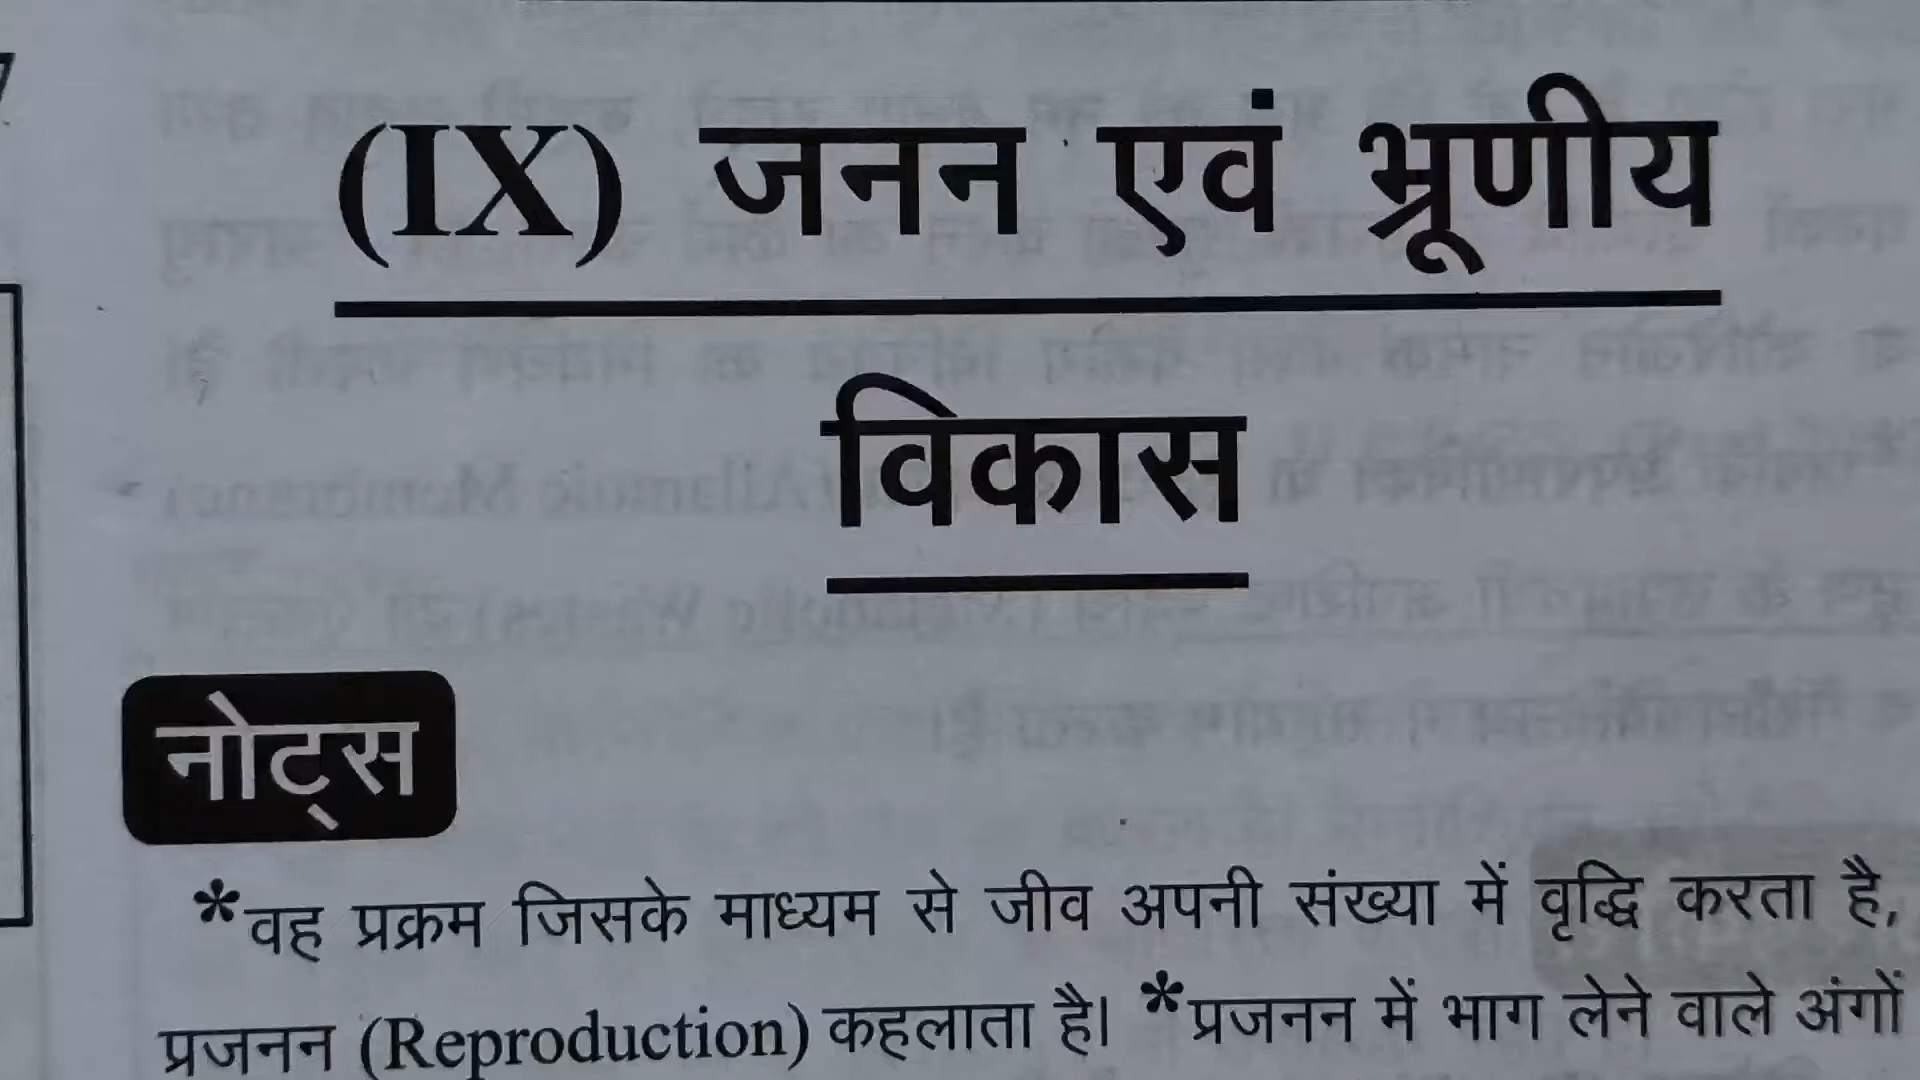 (IX) जनन एवं भ्रूणीय
विकास
नोट्स
*वह प्रक्रम जिसके माध्यम से जीव अपनी संख्या में वृद्धि करता है,
प्रजनन (Reproduction) कहलाता है। *प्रजनन में भाग लेने वाले अंगों